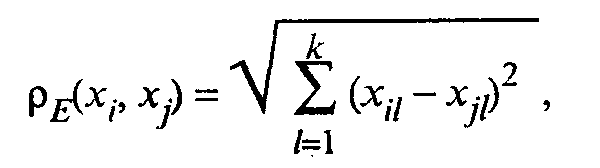 ρ_E(x_i, x_j) = √(∑_{l=1}^{k} (x_{il} − x_{jl})²) ,